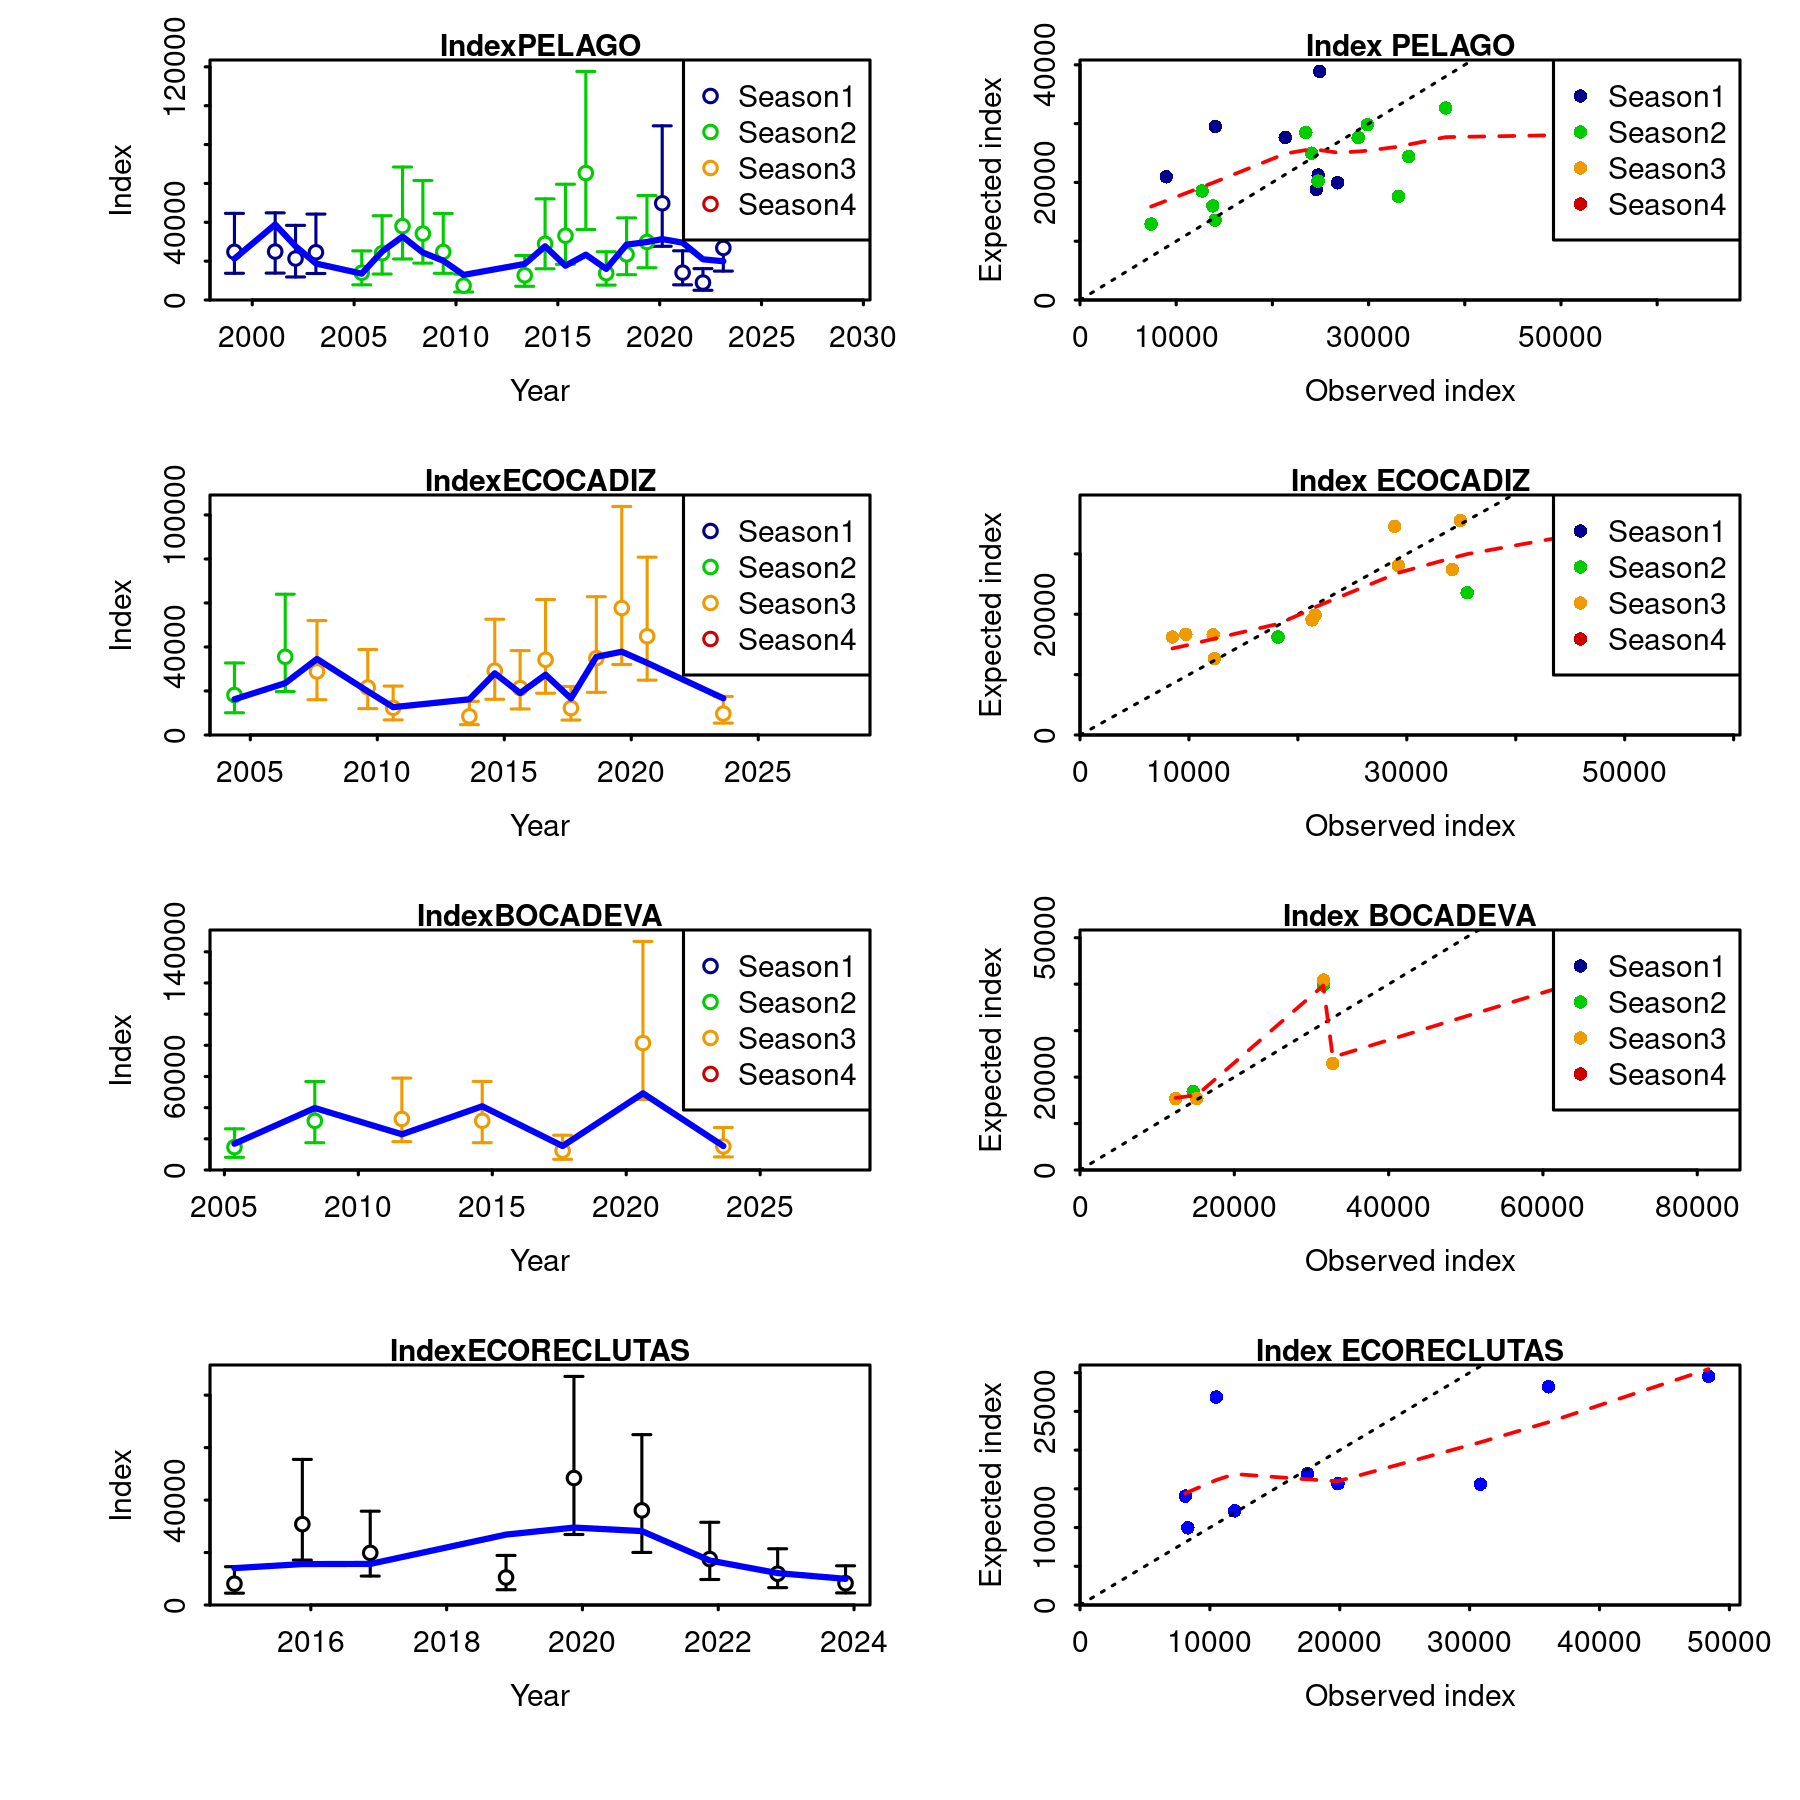 IndexPELAGO
Index
0
40000
120000
Season1
Season2
Season3
Season4
2000 2005 2010 2015 2020 2025 2030
Year
Index PELAGO
Expected index
0
20000
40000
Season1
Season2
Season3
Season4
0 10000 30000 50000
Observed index
IndexECOCADIZ
Index
0
40000
100000
Season1
Season2
Season3
Season4
2005 2010 2015 2020 2025
Year
Index ECOCADIZ
Expected index
0
20000
Season1
Season2
Season3
Season4
0 10000 30000 50000
Observed index
IndexBOCADEVA
Index
0
60000
140000
Season1
Season2
Season3
Season4
2005 2010 2015 2020 2025
Year
Index BOCADEVA
Expected index
0
20000
50000
Season1
Season2
Season3
Season4
0 20000 40000 60000 80000
Observed index
IndexECORECLUTAS
Index
0
40000
2016 2018 2020 2022 2024
Year
Index ECORECLUTAS
Expected index
0
10000
25000
0 10000 20000 30000 40000 50000
Observed index